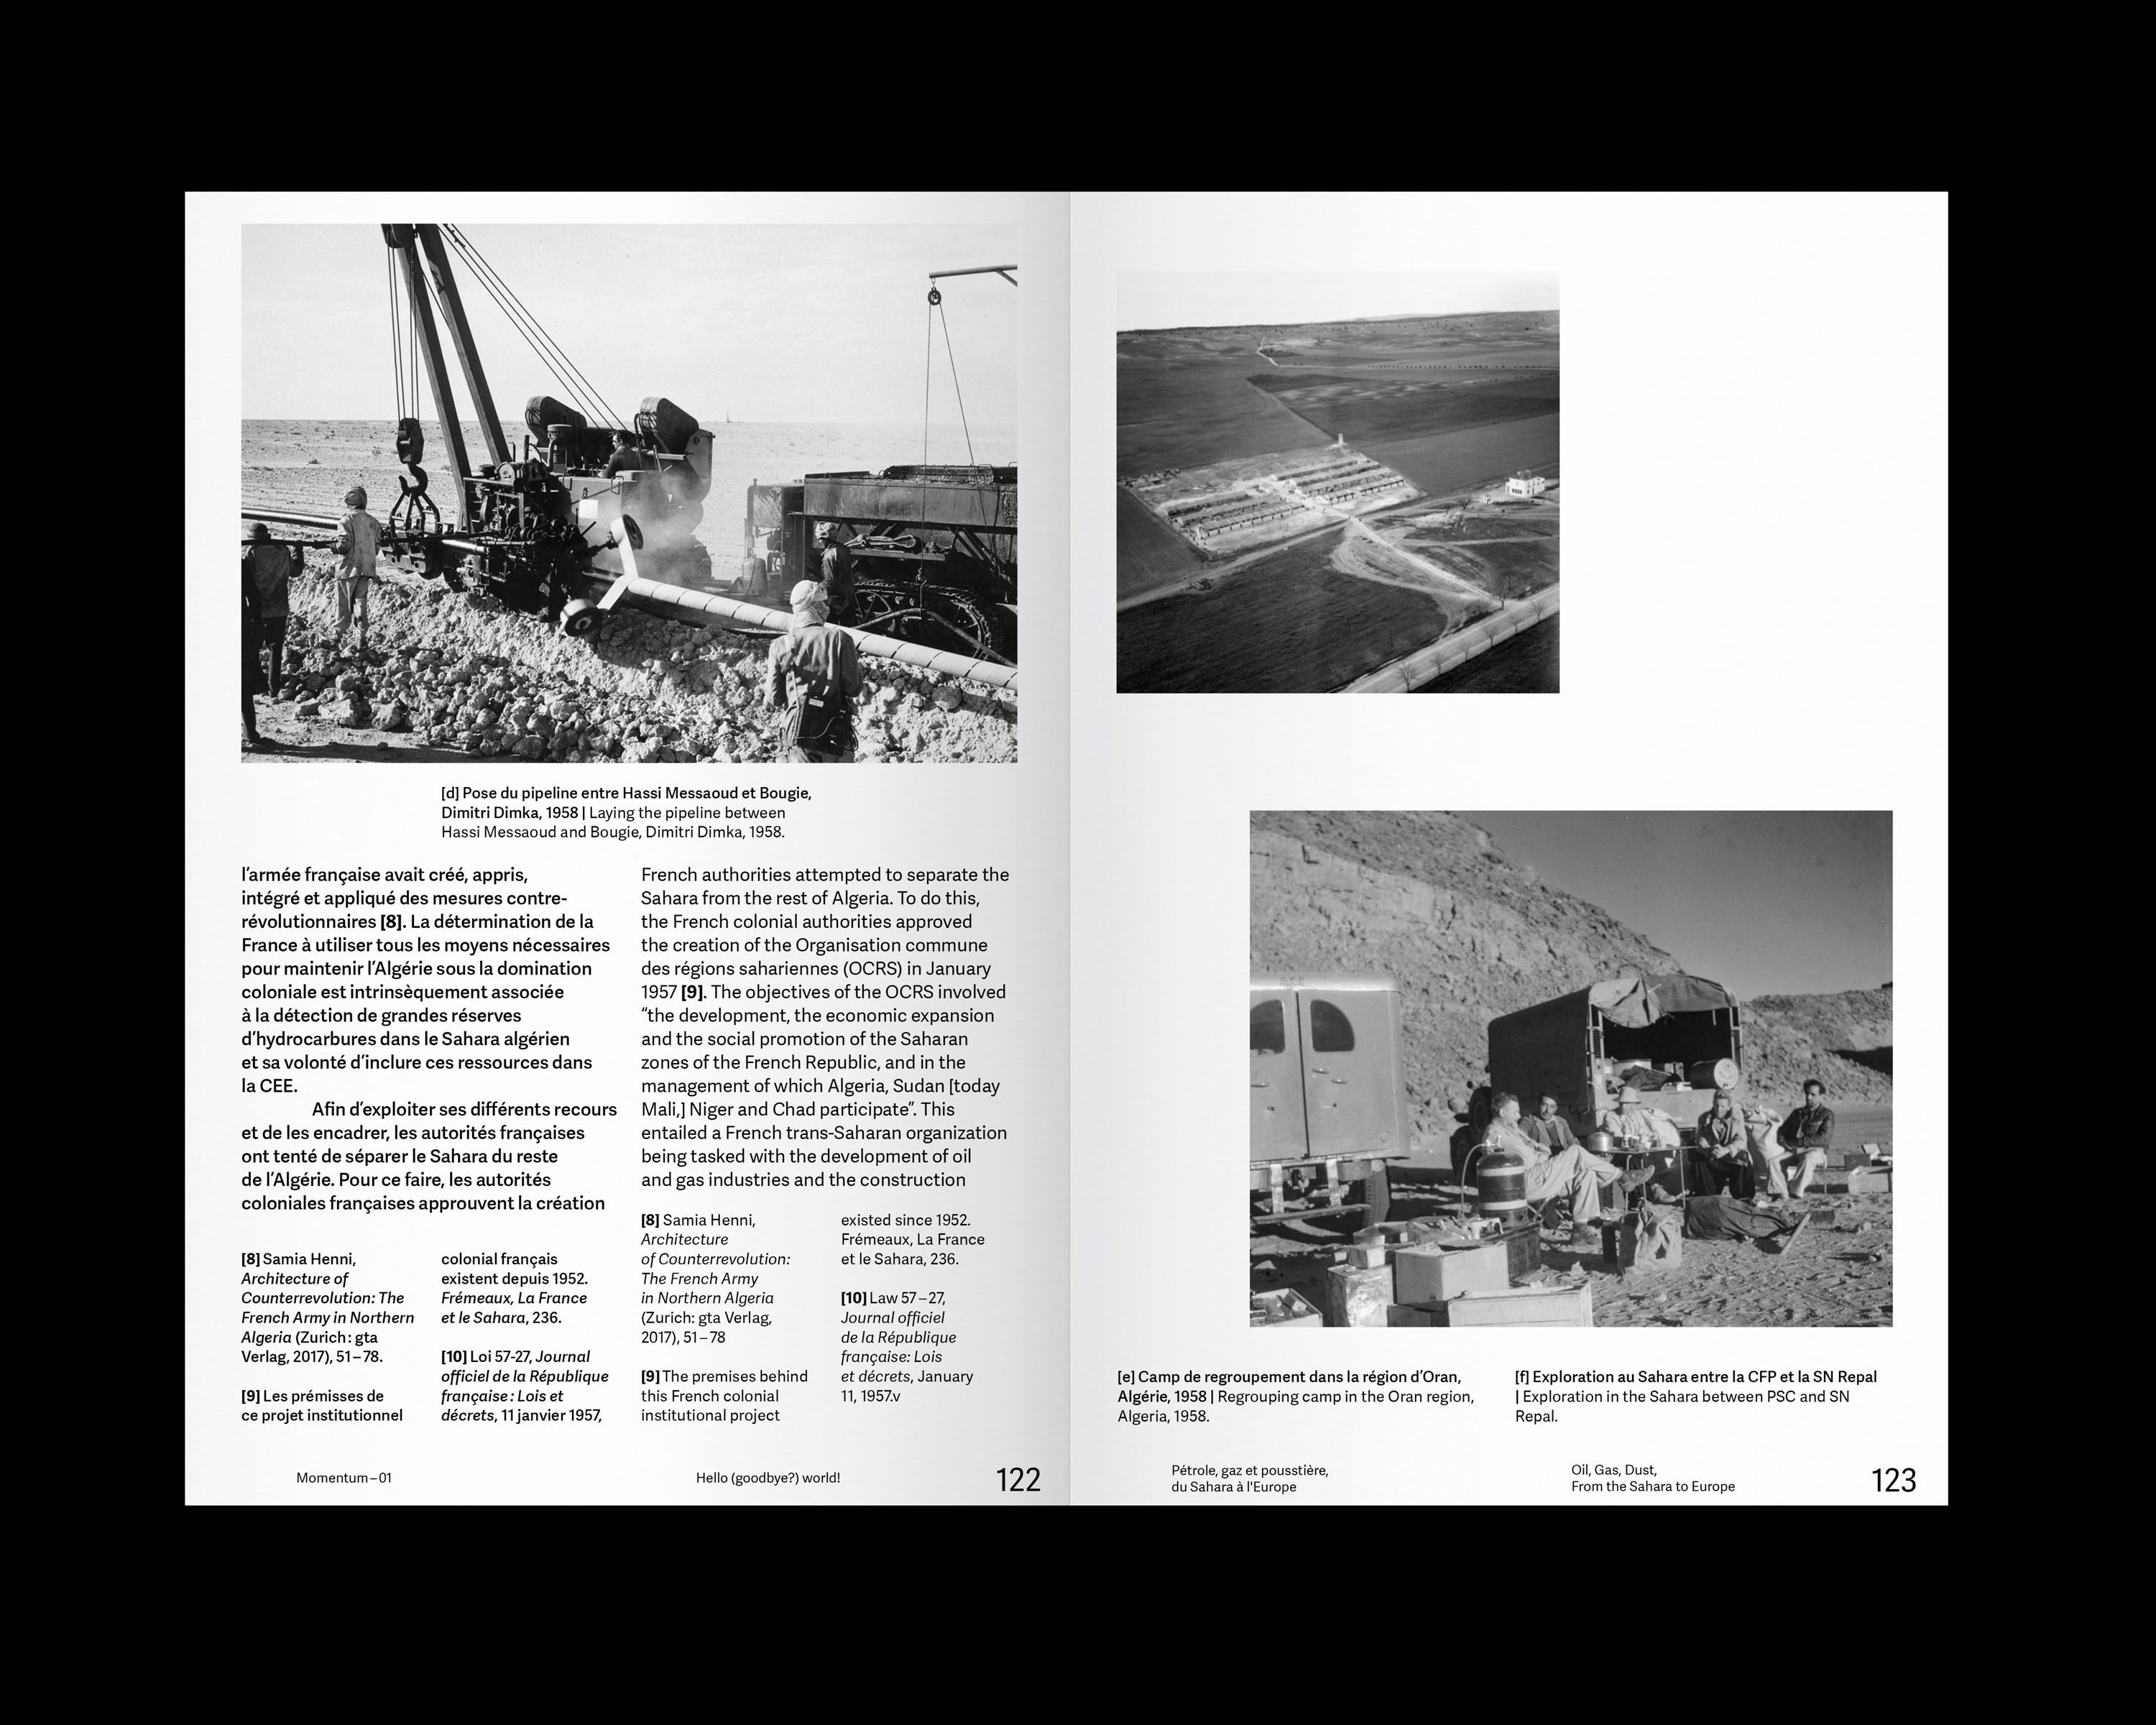 [d] Pose du pipeline entre Hassi Messaoud et Bougie,
Dimitri Dimka, 1958 | Laying the pipeline between
Hassi Messaoud and Bougie, Dimitri Dimka, 1958.
l’armée française avait créé, appris,
intégré et appliqué des mesures contre-
révolutionnaires [8]. La détermination de la
France à utiliser tous les moyens nécessaires
pour maintenir l’Algérie sous la domination
coloniale est intrinsèquement associée
à la détection de grandes réserves
d’hydrocarbures dans le Sahara algérien
et sa volonté d’inclure ces ressources dans
la CEE.
Afin d’exploiter ses différents recours
et de les encadrer, les autorités françaises
ont tenté de séparer le Sahara du reste
de l’Algérie. Pour ce faire, les autorités
coloniales françaises approuvent la création
[8] Samia Henni,
Architecture of
Counterrevolution: The
French Army in Northern
Algeria (Zurich : gta
Verlag, 2017), 51–78.
[9] Les prémisses de
ce projet institutionnel
colonial français
existent depuis 1952.
Frémeaux, La France
et le Sahara, 236.
[10] Loi 57-27, Journal
officiel de la République
française : Lois et
décrets, 11 janvier 1957,
French authorities attempted to separate the
Sahara from the rest of Algeria. To do this,
the French colonial authorities approved
the creation of the Organisation commune
des régions sahariennes (OCRS) in January
1957 [9]. The objectives of the OCRS involved
“the development, the economic expansion
and the social promotion of the Saharan
zones of the French Republic, and in the
management of which Algeria, Sudan [today
Mali,] Niger and Chad participate”. This
entailed a French trans-Saharan organization
being tasked with the development of oil
and gas industries and the construction
[8] Samia Henni,
Architecture
of Counterrevolution:
The French Army
in Northern Algeria
(Zurich: gta Verlag,
2017), 51–78
[9] The premises behind
this French colonial
institutional project
existed since 1952.
Frémeaux, La France
et le Sahara, 236.
[10] Law 57–27,
Journal officiel
de la République
française: Lois
et décrets, January
11, 1957.v
Momentum–01
Hello (goodbye?) world!
122
[e] Camp de regroupement dans la région d’Oran,
Algérie, 1958 | Regrouping camp in the Oran region,
Algeria, 1958.
[f] Exploration au Sahara entre la CFP et la SN Repal
| Exploration in the Sahara between PSC and SN
Repal.
Pétrole, gaz et pousstière,
du Sahara à l'Europe
Oil, Gas, Dust,
From the Sahara to Europe
123